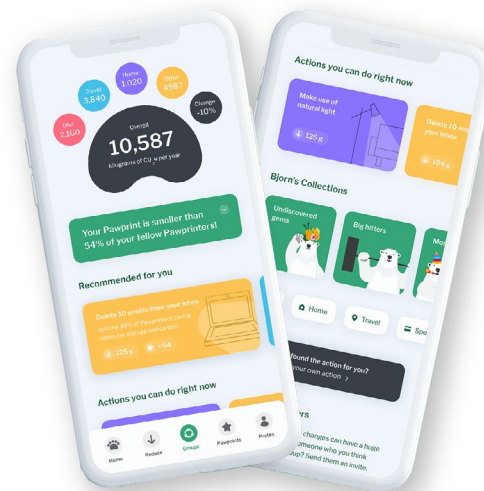 Home
1,020
Travel
3,840
Other
4587
Diet
2,160
Change
-10%
Overall
10,587
kilograms of CO₂e per year
Your Pawprint is smaller than
54% of your fellow Pawprinters!
Recommended for you
Delete 10 emails from your inbox
computer storage and carbon.
125 g
Actions you can do right now
Home
Reduce
Groups
Pawpoints
Profile
Actions you can do right now
Make use of
natural light
125 g
Delete 10
your inbox
104 g
Bjorn's Collections
Undiscovered
gems
Big hitters
Home
Travel
found the action for you?
your own action >
changes can have a huge
someone who you think
Send them an invite.